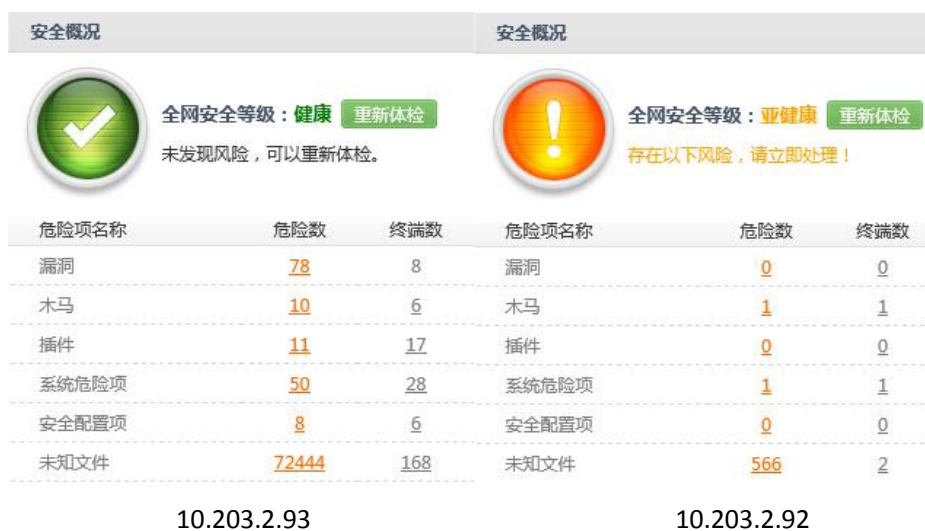 安全概况
全网安全等级：健康 重新体检
未发现风险，可以重新体检。
危险项名称 危险数 终端数
漏洞 78 8
木马 10 6
插件 11 17
系统危险项 50 28
安全配置项 8 6
未知文件 72444 168
10.203.2.93
安全概况
全网安全等级：亚健康 重新体检
存在以下风险，请立即处理！
危险项名称 危险数 终端数
漏洞 0 0
木马 1 1
插件 0 0
系统危险项 1 1
安全配置项 0 0
未知文件 566 2
10.203.2.92